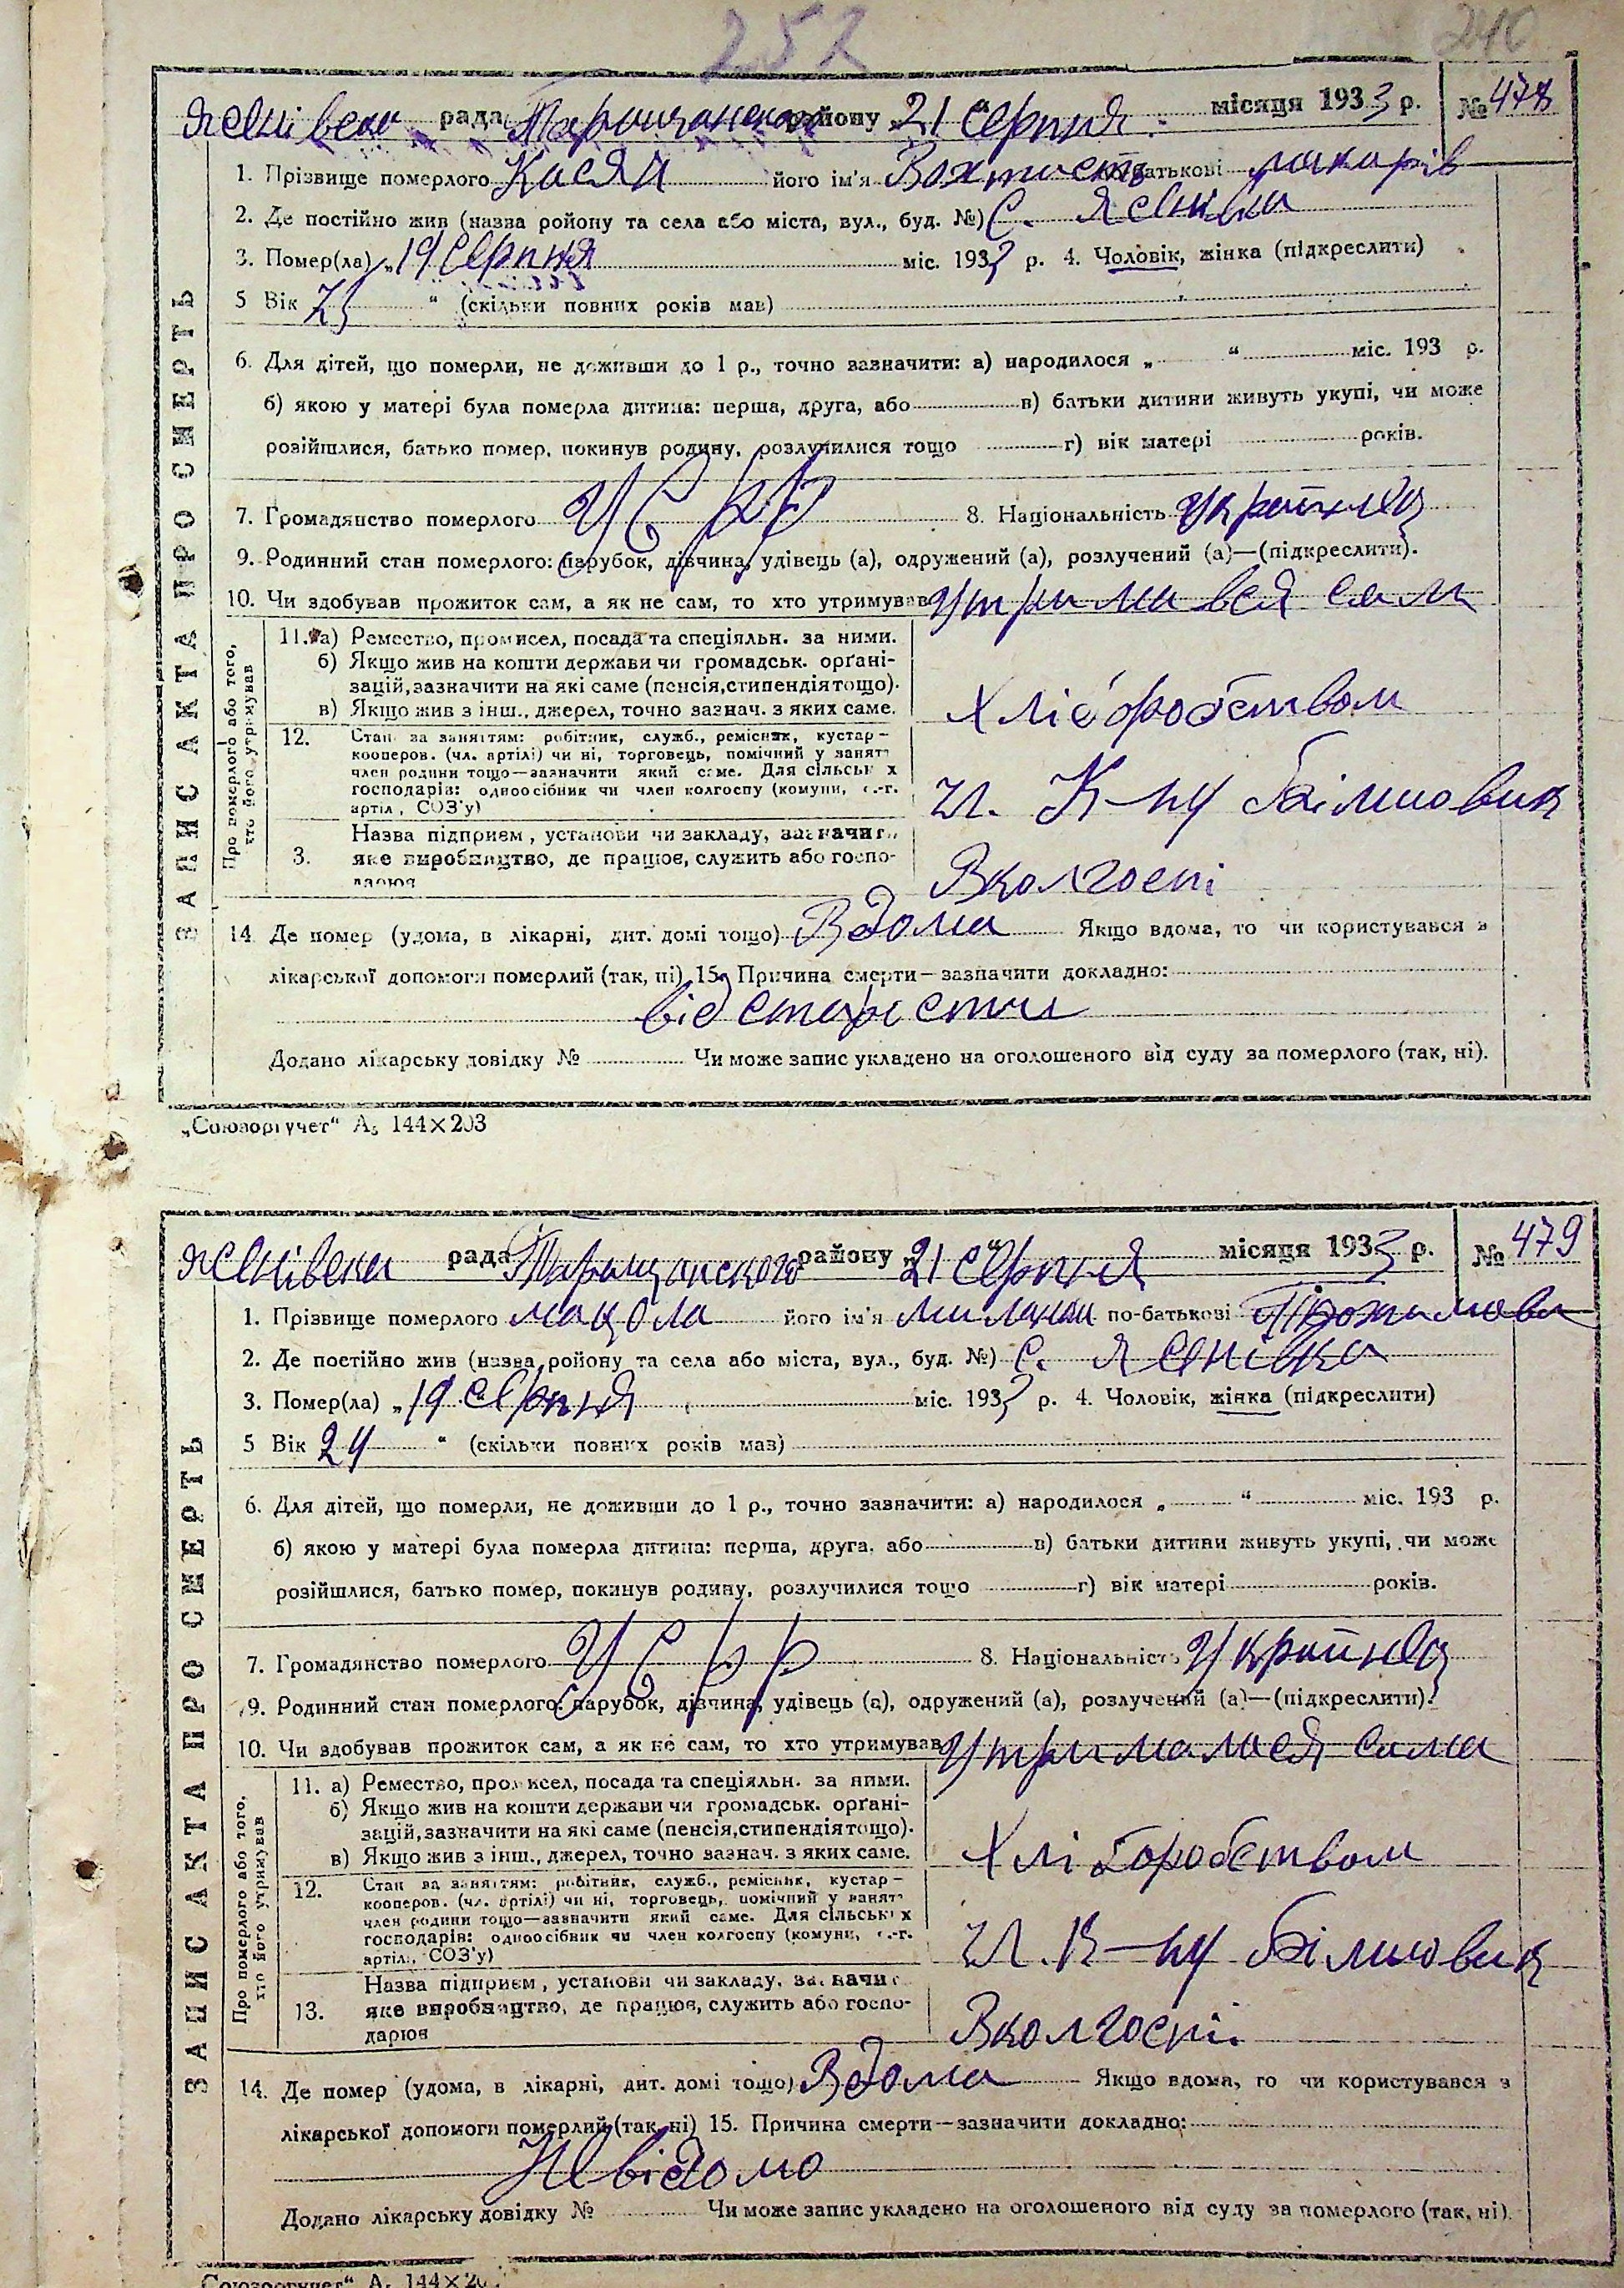 252 240
Яснівська рада Таращанського району „21“ серпня місяця 1933 р. № 478
1. Прізвище померлого Касян його ім'я по-батькові макарів
2. Де постійно жив (назва ройону та села або міста, вул., буд. №) С. Яснівка
3. Помер(ла) „19 серпня міс. 1933 р. 4. Чоловік, жінка (підкреслити)
5 Вік 75 “ (скільки повних років мав)
6. Для дітей, що померли, не доживши до 1 р., точно зазначити: а) народилося „ “ міс. 193 р.
б) якою у матері була померла дитина: перша, друга, або в) батьки дитини живуть укупі, чи може
розійшлися, батько помер, покинув родину, розлучилися тощо г) вік матері років.
7. Громадянство померлого УСРР 8. Національність Українец
9. Родинний стан померлого: парубок, дівчина, удівець (а), одружений (а), розлучений (а)—(підкреслити).
10. Чи здобував прожиток сам, а як не сам, то хто утримував Утримався сам
ЗАПИС АКТА ПРО СМЕРТЬ
Про померлого або того, хто його утримував
11. а) Ремество, промисел, посада та спеціяльн. за ними.
б) Якщо жив на кошти держави чи громадськ. орґані-
зацій, зазначити на які саме (пенсія, стипендія тощо).
в) Якщо жив з інш., джерел, точно зазнач. з яких саме.
Хліборобством
12. Стан за заняттям: робітник, служб., ремісник, кустар—
кооперов. (чл. артілі) чи ні, торговець, помічний у занят
член родини тощо—зазначити який саме. Для сільськ х
господарів: одноосібник чи член колгоспу (комуни, с.-г.
артіл, СОЗ'у)
чл. К-пу більшовик
Назва підприєм, установи чи закладу, зазначит
3. яке виробництво, де працює, служить або госпо-
дарює
Вколгоспі
14 Де помер (удома, в лікарні, дит. домі тощо) Вдома Якщо вдома, то чи користувався з
лікарської допомоги померлий (так, ні) 15. Причина смерти—зазначити докладно:
від старости
Додано лікарську довідку № Чи може запис укладено на оголошеного від суду за померлого (так, ні).
„Союзоргучет“ А5 144×203
Яснівська рада Таращанського району „21“ серпня місяця 1933 р. № 479
1. Прізвище померлого мацола його ім'я по-батькові
2. Де постійно жив (назва ройону та села або міста, вул., буд. №) С. Яснівка
3. Помер(ла) „19 серпня міс. 1933 р. 4. Чоловік, жінка (підкреслити)
5 Вік 24 “ (скільки повних років мав)
6. Для дітей, що померли, не доживши до 1 р., точно зазначити: а) народилося „ “ міс. 193 р.
б) якою у матері була померла дитина: перша, друга, або в) батьки дитини живуть укупі, чи може
розійшлися, батько помер, покинув родину, розлучилися тощо г) вік матері років.
7. Громадянство померлого УСРР 8. Національність Українец
9. Родинний стан померлого: парубок, дівчина, удівець (а), одружений (а), розлучений (а)—(підкреслити).
10. Чи здобував прожиток сам, а як не сам, то хто утримував Утрималася сама
ЗАПИС АКТА ПРО СМЕРТЬ
Про померлого або того, хто його утримував
11. а) Ремество, промисел, посада та спеціяльн. за ними.
б) Якщо жив на кошти держави чи громадськ. орґані-
зацій, зазначити на які саме (пенсія, стипендія тощо).
в) Якщо жив з інш., джерел, точно зазнач. з яких саме.
Хліборобством
12. Стан за заняттям: робітник, служб., ремісник, кустар—
кооперов. (чл. артілі) чи ні, торговець, помічний у занят
член родини тощо—зазначити який саме. Для сільськ х
господарів: одноосібник чи член колгоспу (комуни, с.-г.
артіл, СОЗ'у)
чл. К-пу більшовик
Назва підприєм, установи чи закладу, зазначит
13. яке виробництво, де працює, служить або госпо-
дарює
Вколгоспі
14. Де помер (удома, в лікарні, дит. домі тощо) Вдома Якщо вдома, то чи користувався з
лікарської допомоги померлий (так, ні) 15. Причина смерти—зазначити докладно:
Невідомо
Додано лікарську довідку № Чи може запис укладено на оголошеного від суду за померлого (так, ні).
„Союзоргучет“ А5 144×20